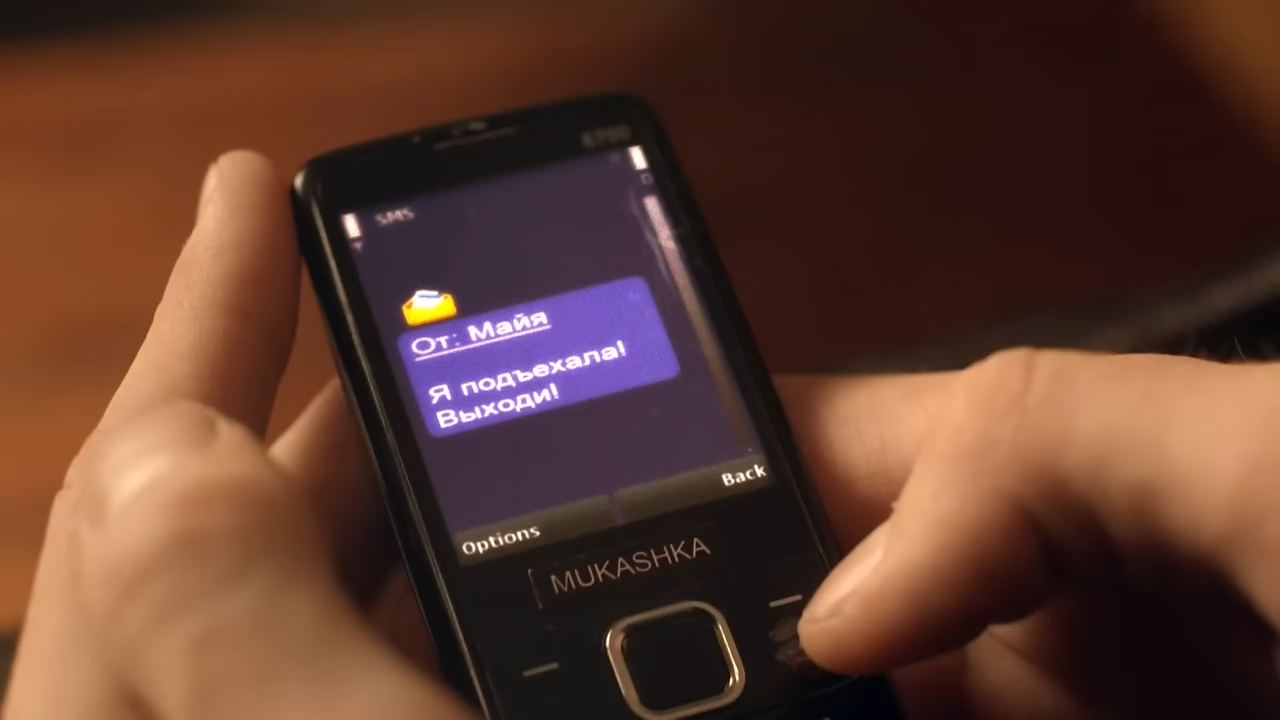 SMS
От: Майя
Я подъехала!
Выходи!
Back
Options
MUKASHKA